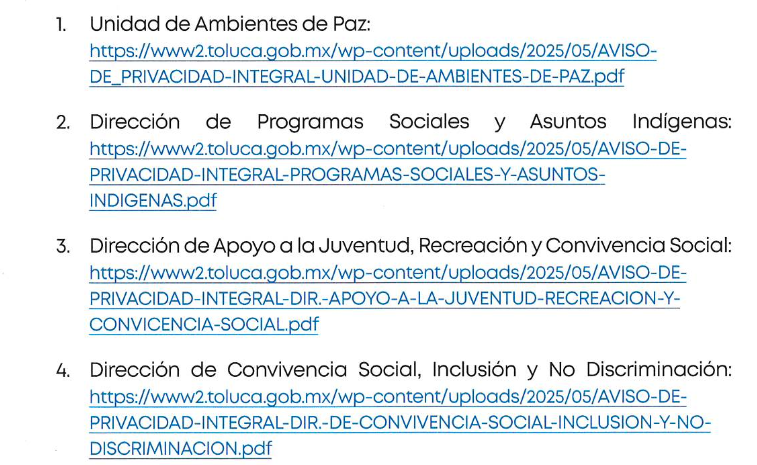 1. Unidad de Ambientes de Paz:
https://www2.toluca.gob.mx/wp-content/uploads/2025/05/AVISO-
DE_PRIVACIDAD-INTEGRAL-UNIDAD-DE-AMBIENTES-DE-PAZ.pdf
2. Dirección de Programas Sociales y Asuntos Indígenas:
https://www2.toluca.gob.mx/wp-content/uploads/2025/05/AVISO-DE-
PRIVACIDAD-INTEGRAL-PROGRAMAS-SOCIALES-Y-ASUNTOS-
INDIGENAS.pdf
3. Dirección de Apoyo a la Juventud, Recreación y Convivencia Social:
https://www2.toluca.gob.mx/wp-content/uploads/2025/05/AVISO-DE-
PRIVACIDAD-INTEGRAL-DIR.-APOYO-A-LA-JUVENTUD-RECREACION-Y-
CONVICENCIA-SOCIAL.pdf
4. Dirección de Convivencia Social, Inclusión y No Discriminación:
https://www2.toluca.gob.mx/wp-content/uploads/2025/05/AVISO-DE-
PRIVACIDAD-INTEGRAL-DIR.-DE-CONVIVENCIA-SOCIAL-INCLUSION-Y-NO-
DISCRIMINACION.pdf